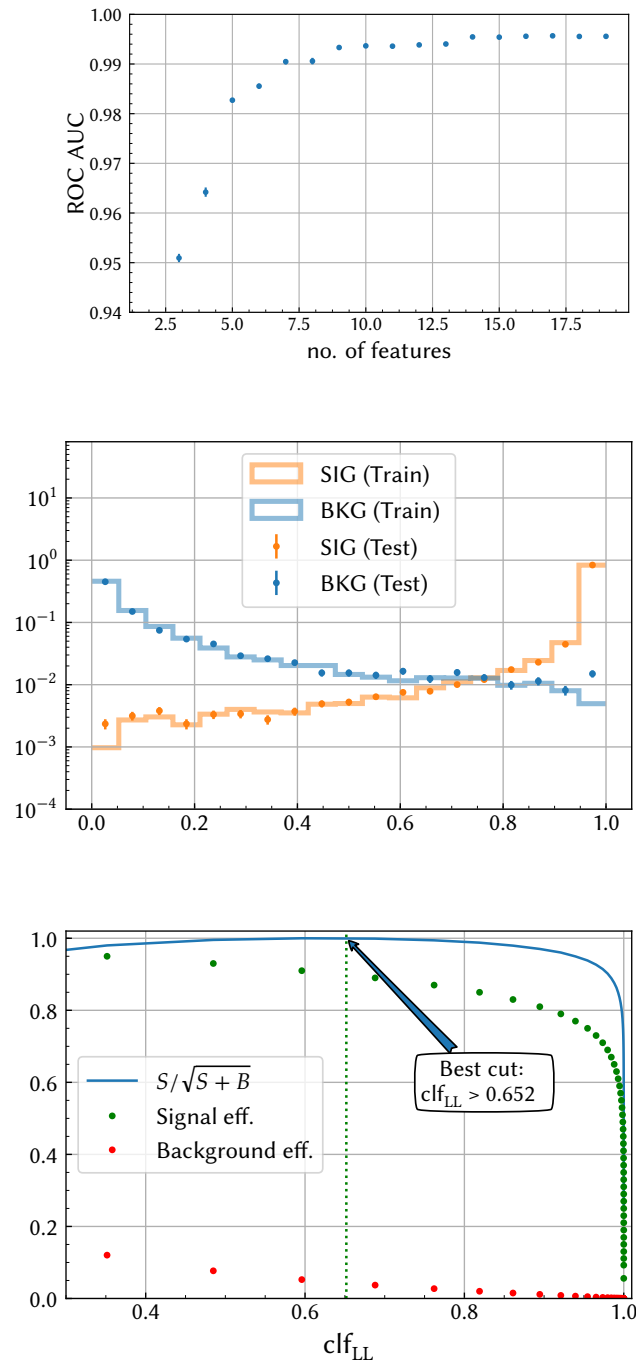 1.00
0.99
0.98
0.97
0.96
0.95
0.94
ROC AUC
2.5 5.0 7.5 10.0 12.5 15.0 17.5
no. of features
SIG (Train)
BKG (Train)
SIG (Test)
BKG (Test)
10^1
10^0
10^−1
10^−2
10^−3
10^−4
0.0 0.2 0.4 0.6 0.8 1.0
1.0
0.8
0.6
0.4
0.2
0.0
Best cut:
clf_LL > 0.652
S/√S + B
Signal eff.
Background eff.
0.4 0.6 0.8 1.0
clf_LL